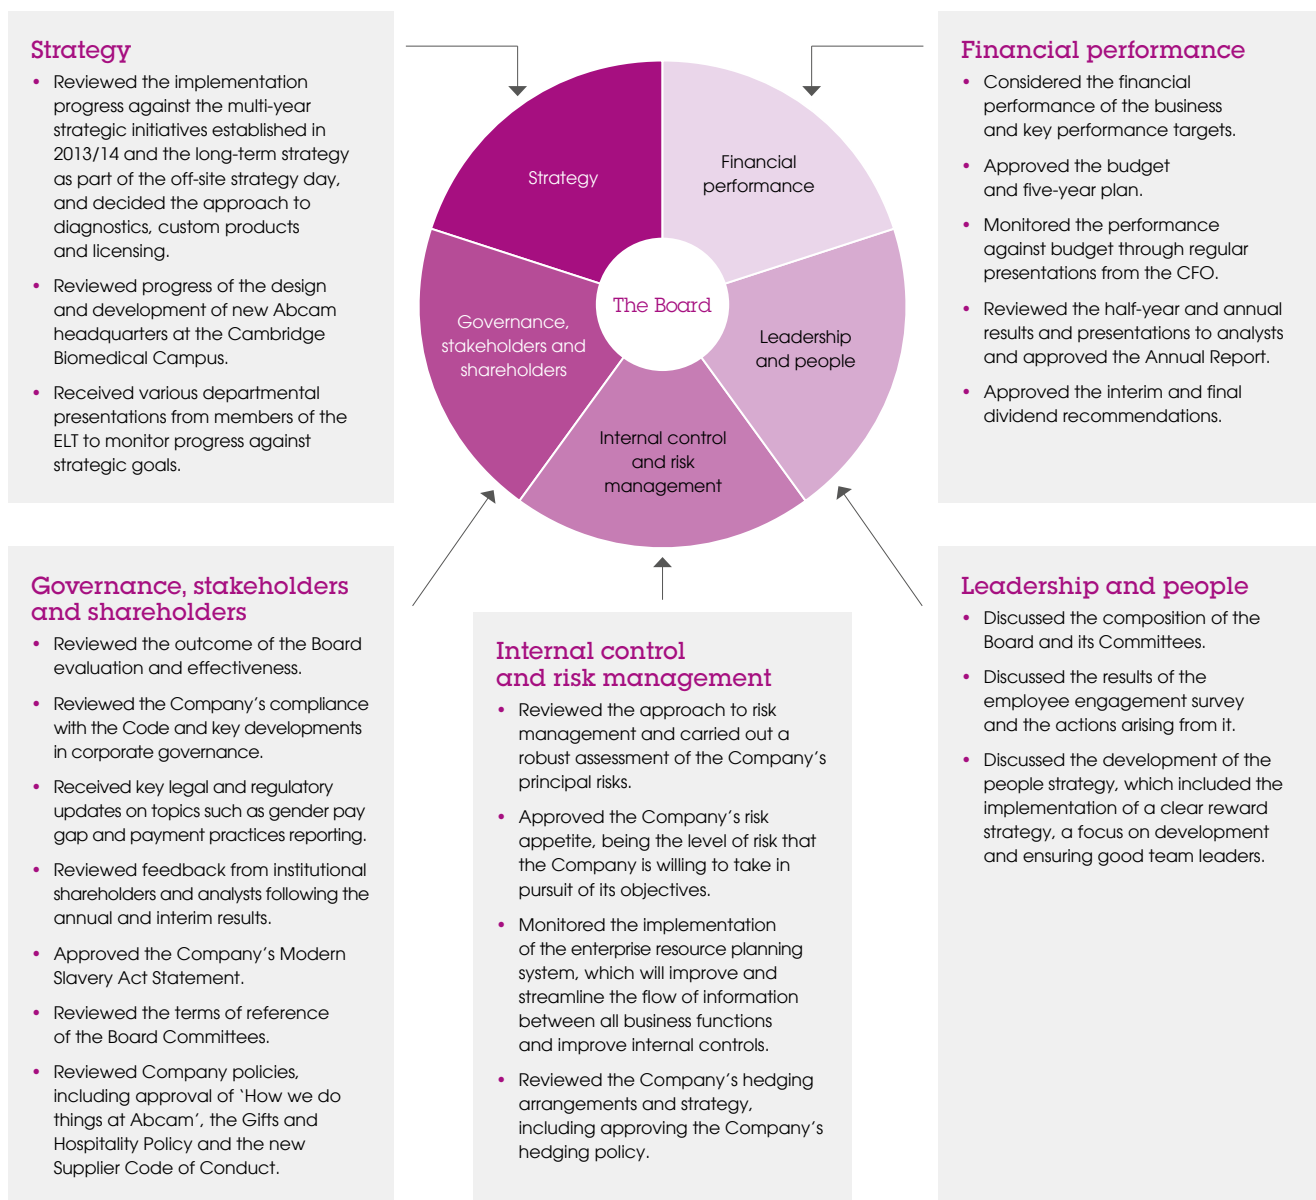 Strategy
• Reviewed the implementation
progress against the multi-year
strategic initiatives established in
2013/14 and the long-term strategy
as part of the off-site strategy day,
and decided the approach to
diagnostics, custom products
and licensing.
• Reviewed progress of the design
and development of new Abcam
headquarters at the Cambridge
Biomedical Campus.
• Received various departmental
presentations from members of the
ELT to monitor progress against
strategic goals.
Strategy
Financial
performance
Governance,
stakeholders and
shareholders
The Board
Leadership
and people
Internal control
and risk
management
Financial performance
• Considered the financial
performance of the business
and key performance targets.
• Approved the budget
and five-year plan.
• Monitored the performance
against budget through regular
presentations from the CFO.
• Reviewed the half-year and annual
results and presentations to analysts
and approved the Annual Report.
• Approved the interim and final
dividend recommendations.
Governance, stakeholders
and shareholders
• Reviewed the outcome of the Board
evaluation and effectiveness.
• Reviewed the Company's compliance
with the Code and key developments
in corporate governance.
• Received key legal and regulatory
updates on topics such as gender pay
gap and payment practices reporting.
• Reviewed feedback from institutional
shareholders and analysts following the
annual and interim results.
• Approved the Company's Modern
Slavery Act Statement.
• Reviewed the terms of reference
of the Board Committees.
• Reviewed Company policies,
including approval of 'How we do
things at Abcam', the Gifts and
Hospitality Policy and the new
Supplier Code of Conduct.
Internal control
and risk management
• Reviewed the approach to risk
management and carried out a
robust assessment of the Company's
principal risks.
• Approved the Company's risk
appetite, being the level of risk that
the Company is willing to take in
pursuit of its objectives.
• Monitored the implementation
of the enterprise resource planning
system, which will improve and
streamline the flow of information
between all business functions
and improve internal controls.
• Reviewed the Company's hedging
arrangements and strategy,
including approving the Company's
hedging policy.
Leadership and people
• Discussed the composition of the
Board and its Committees.
• Discussed the results of the
employee engagement survey
and the actions arising from it.
• Discussed the development of the
people strategy, which included the
implementation of a clear reward
strategy, a focus on development
and ensuring good team leaders.